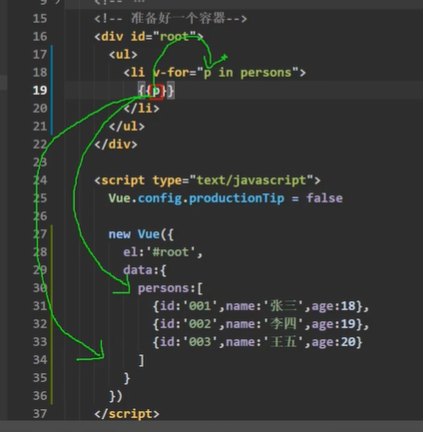 15 <!-- 准备好一个容器-->
16 <div id="root">
17 <ul>
18 <li v-for="p in persons">
19 {{p}}
20 </li>
21 </ul>
22 </div>
23
24 <script type="text/javascript">
25 Vue.config.productionTip = false
26
27 new Vue({
28 el:'#root',
29 data:{
30 persons:[
31 {id:'001',name:'张三',age:18},
32 {id:'002',name:'李四',age:19},
33 {id:'003',name:'王五',age:20}
34 ]
35 }
36 })
37 </script>